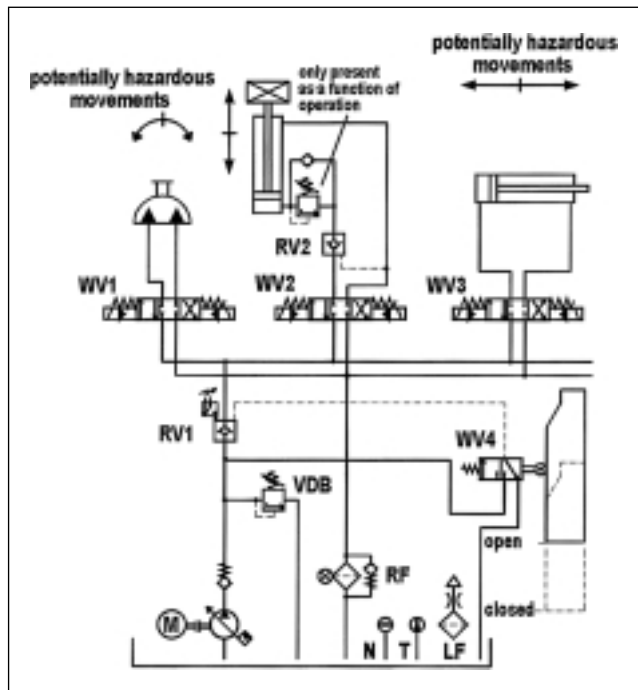 potentially hazardous
movements
only present
as a function of
operation
potentially hazardous
movements
RV2
WV1
WV2
WV3
RV1
WV4
VDB
open
RF
closed
M
N
T
LF